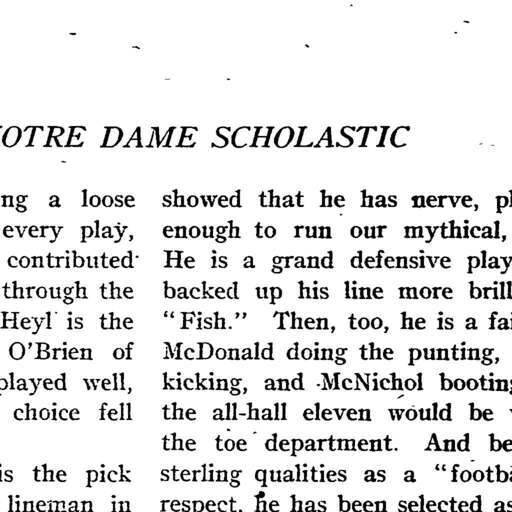 NOTRE DAME SCHOLASTIC
ng a loose
every play,
contributed
through the
Heyl is the
O'Brien of
played well,
choice fell
is the pick
lineman in
showed that he has nerve, pl
enough to run our mythical,
He is a grand defensive play
backed up his line more brill
"Fish." Then, too, he is a fai
McDonald doing the punting,
kicking, and McNichol booting
the all-hall eleven would be
the toe department. And be
sterling qualities as a "footba
respect, he has been selected as